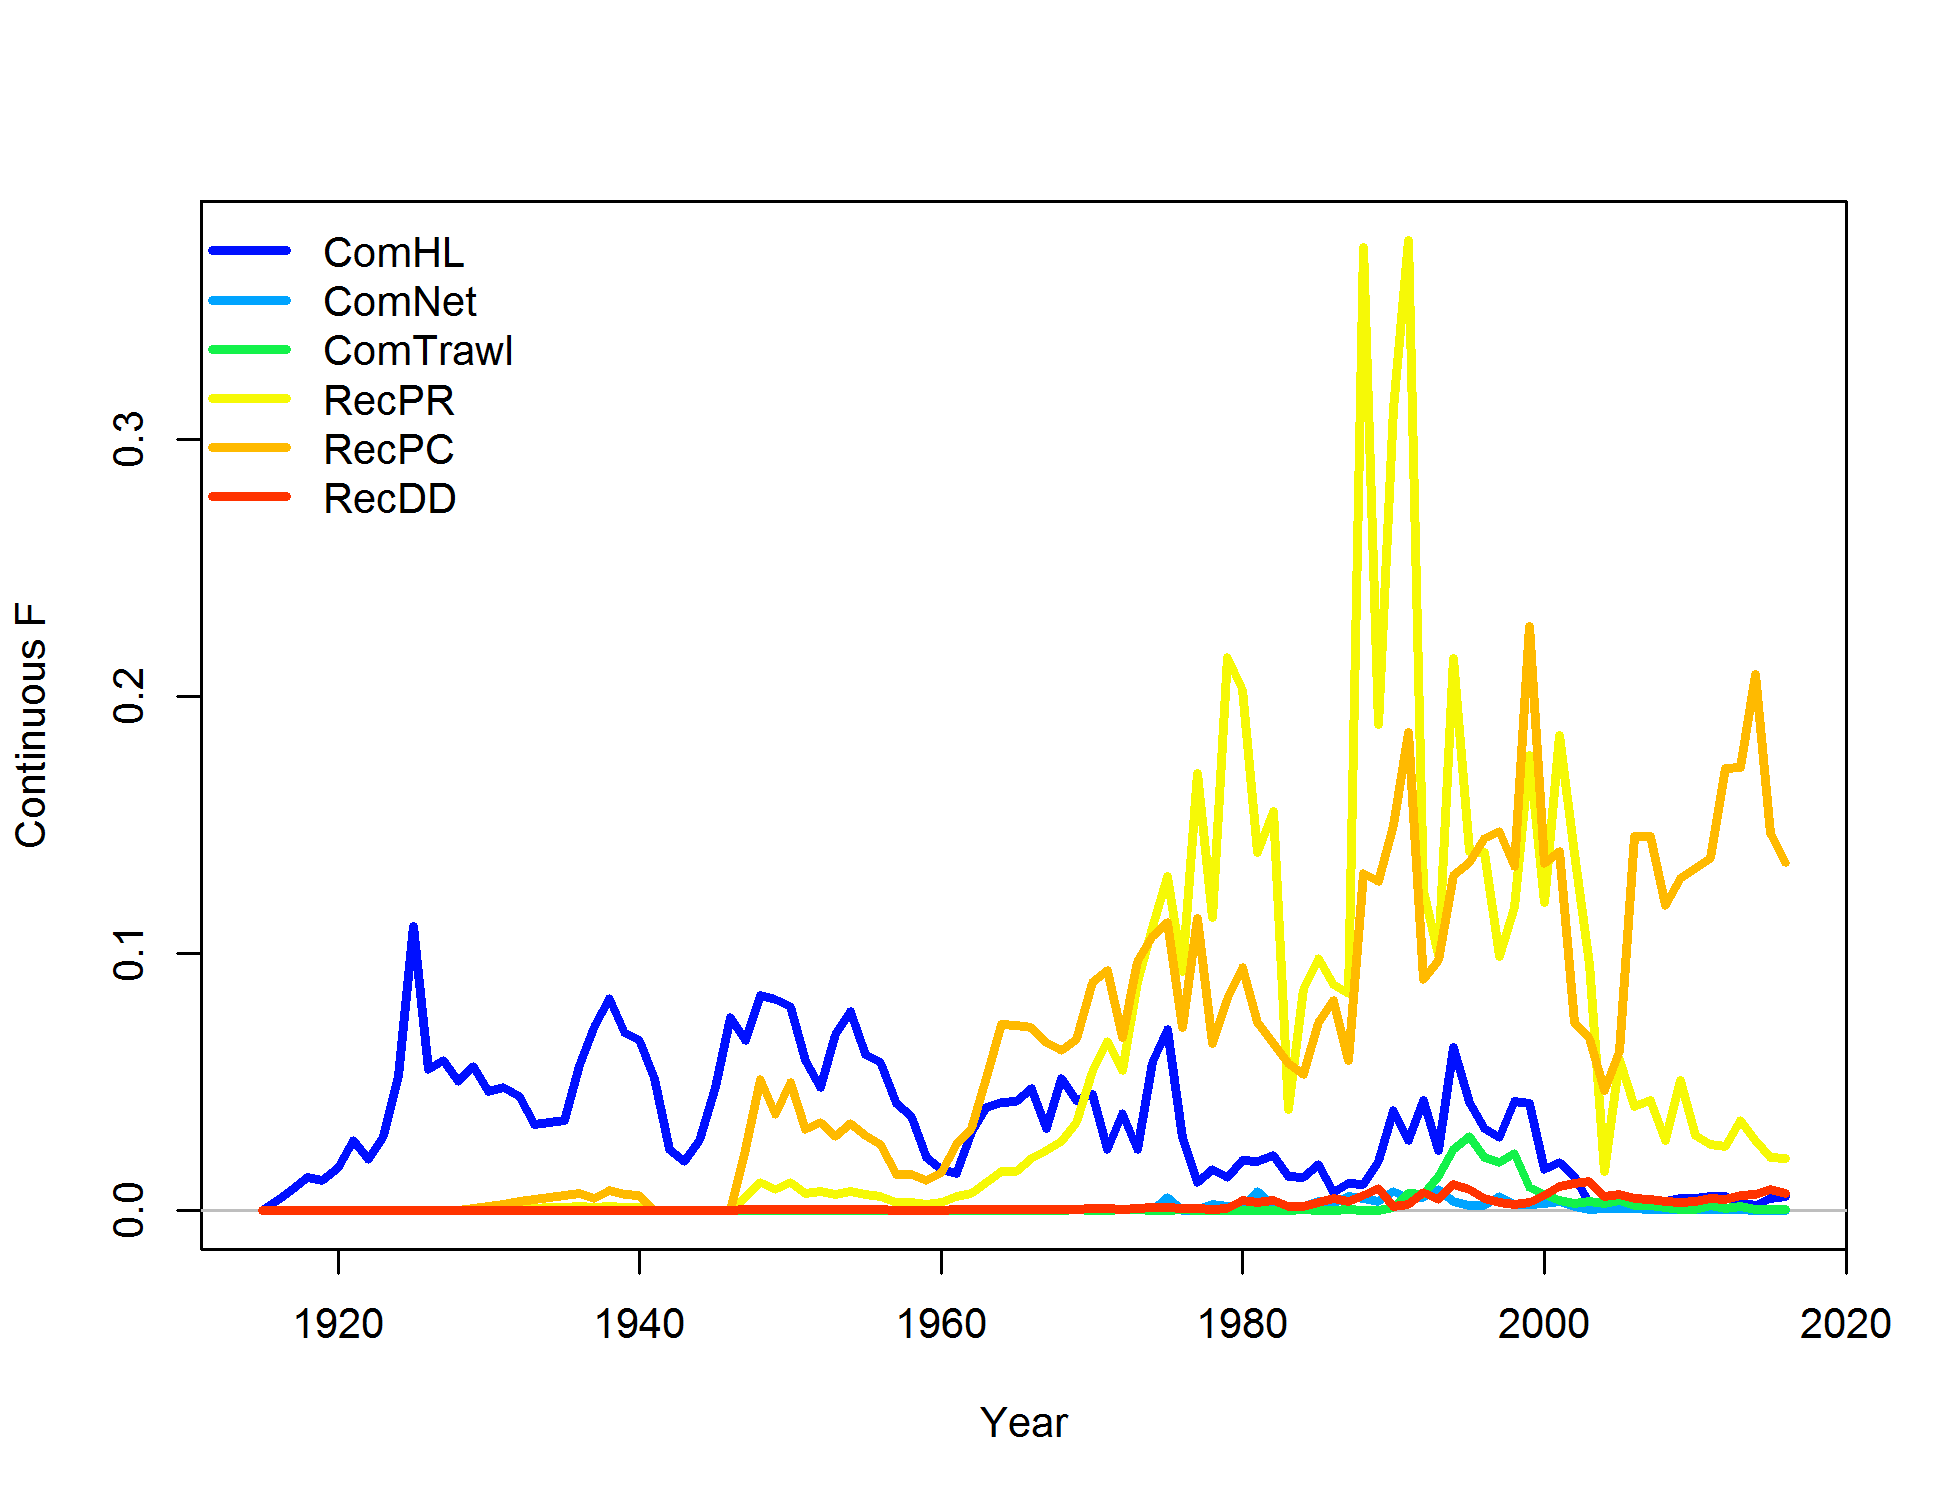 ComHL
ComNet
ComTrawl
RecPR
RecPC
RecDD
Continuous F
0.3
0.2
0.1
0.0
1920 1940 1960 1980 2000 2020
Year